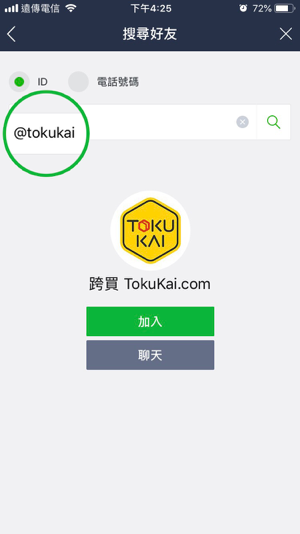 遠傳電信 下午4:25 72%
搜尋好友
ID 電話號碼
@tokukai
TOKU
KAI
跨買 TokuKai.com
加入
聊天